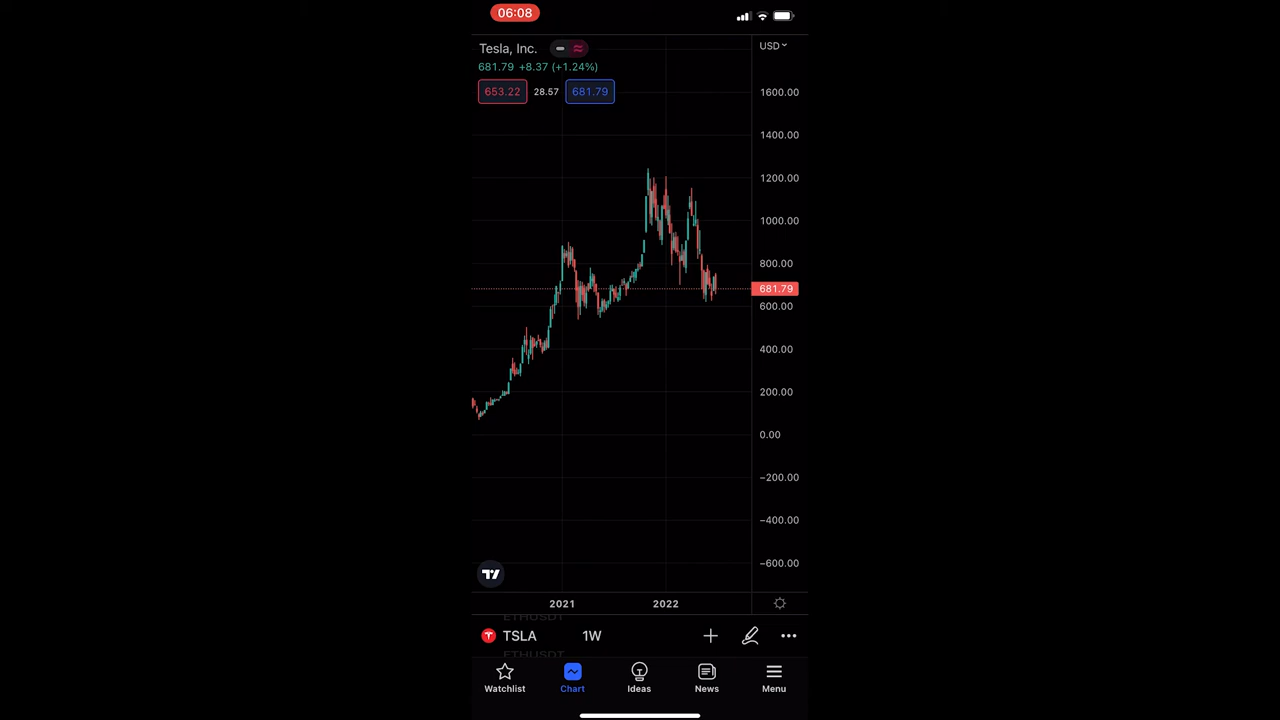 06:08
Tesla, Inc.
USD
681.79 +8.37 (+1.24%)
653.22 28.57 681.79
1600.00
1400.00
1200.00
1000.00
800.00
681.79
600.00
400.00
200.00
0.00
−200.00
−400.00
−600.00
2021 2022
ETHUSDT
TSLA 1W
ETHUSDT
Watchlist Chart Ideas News Menu